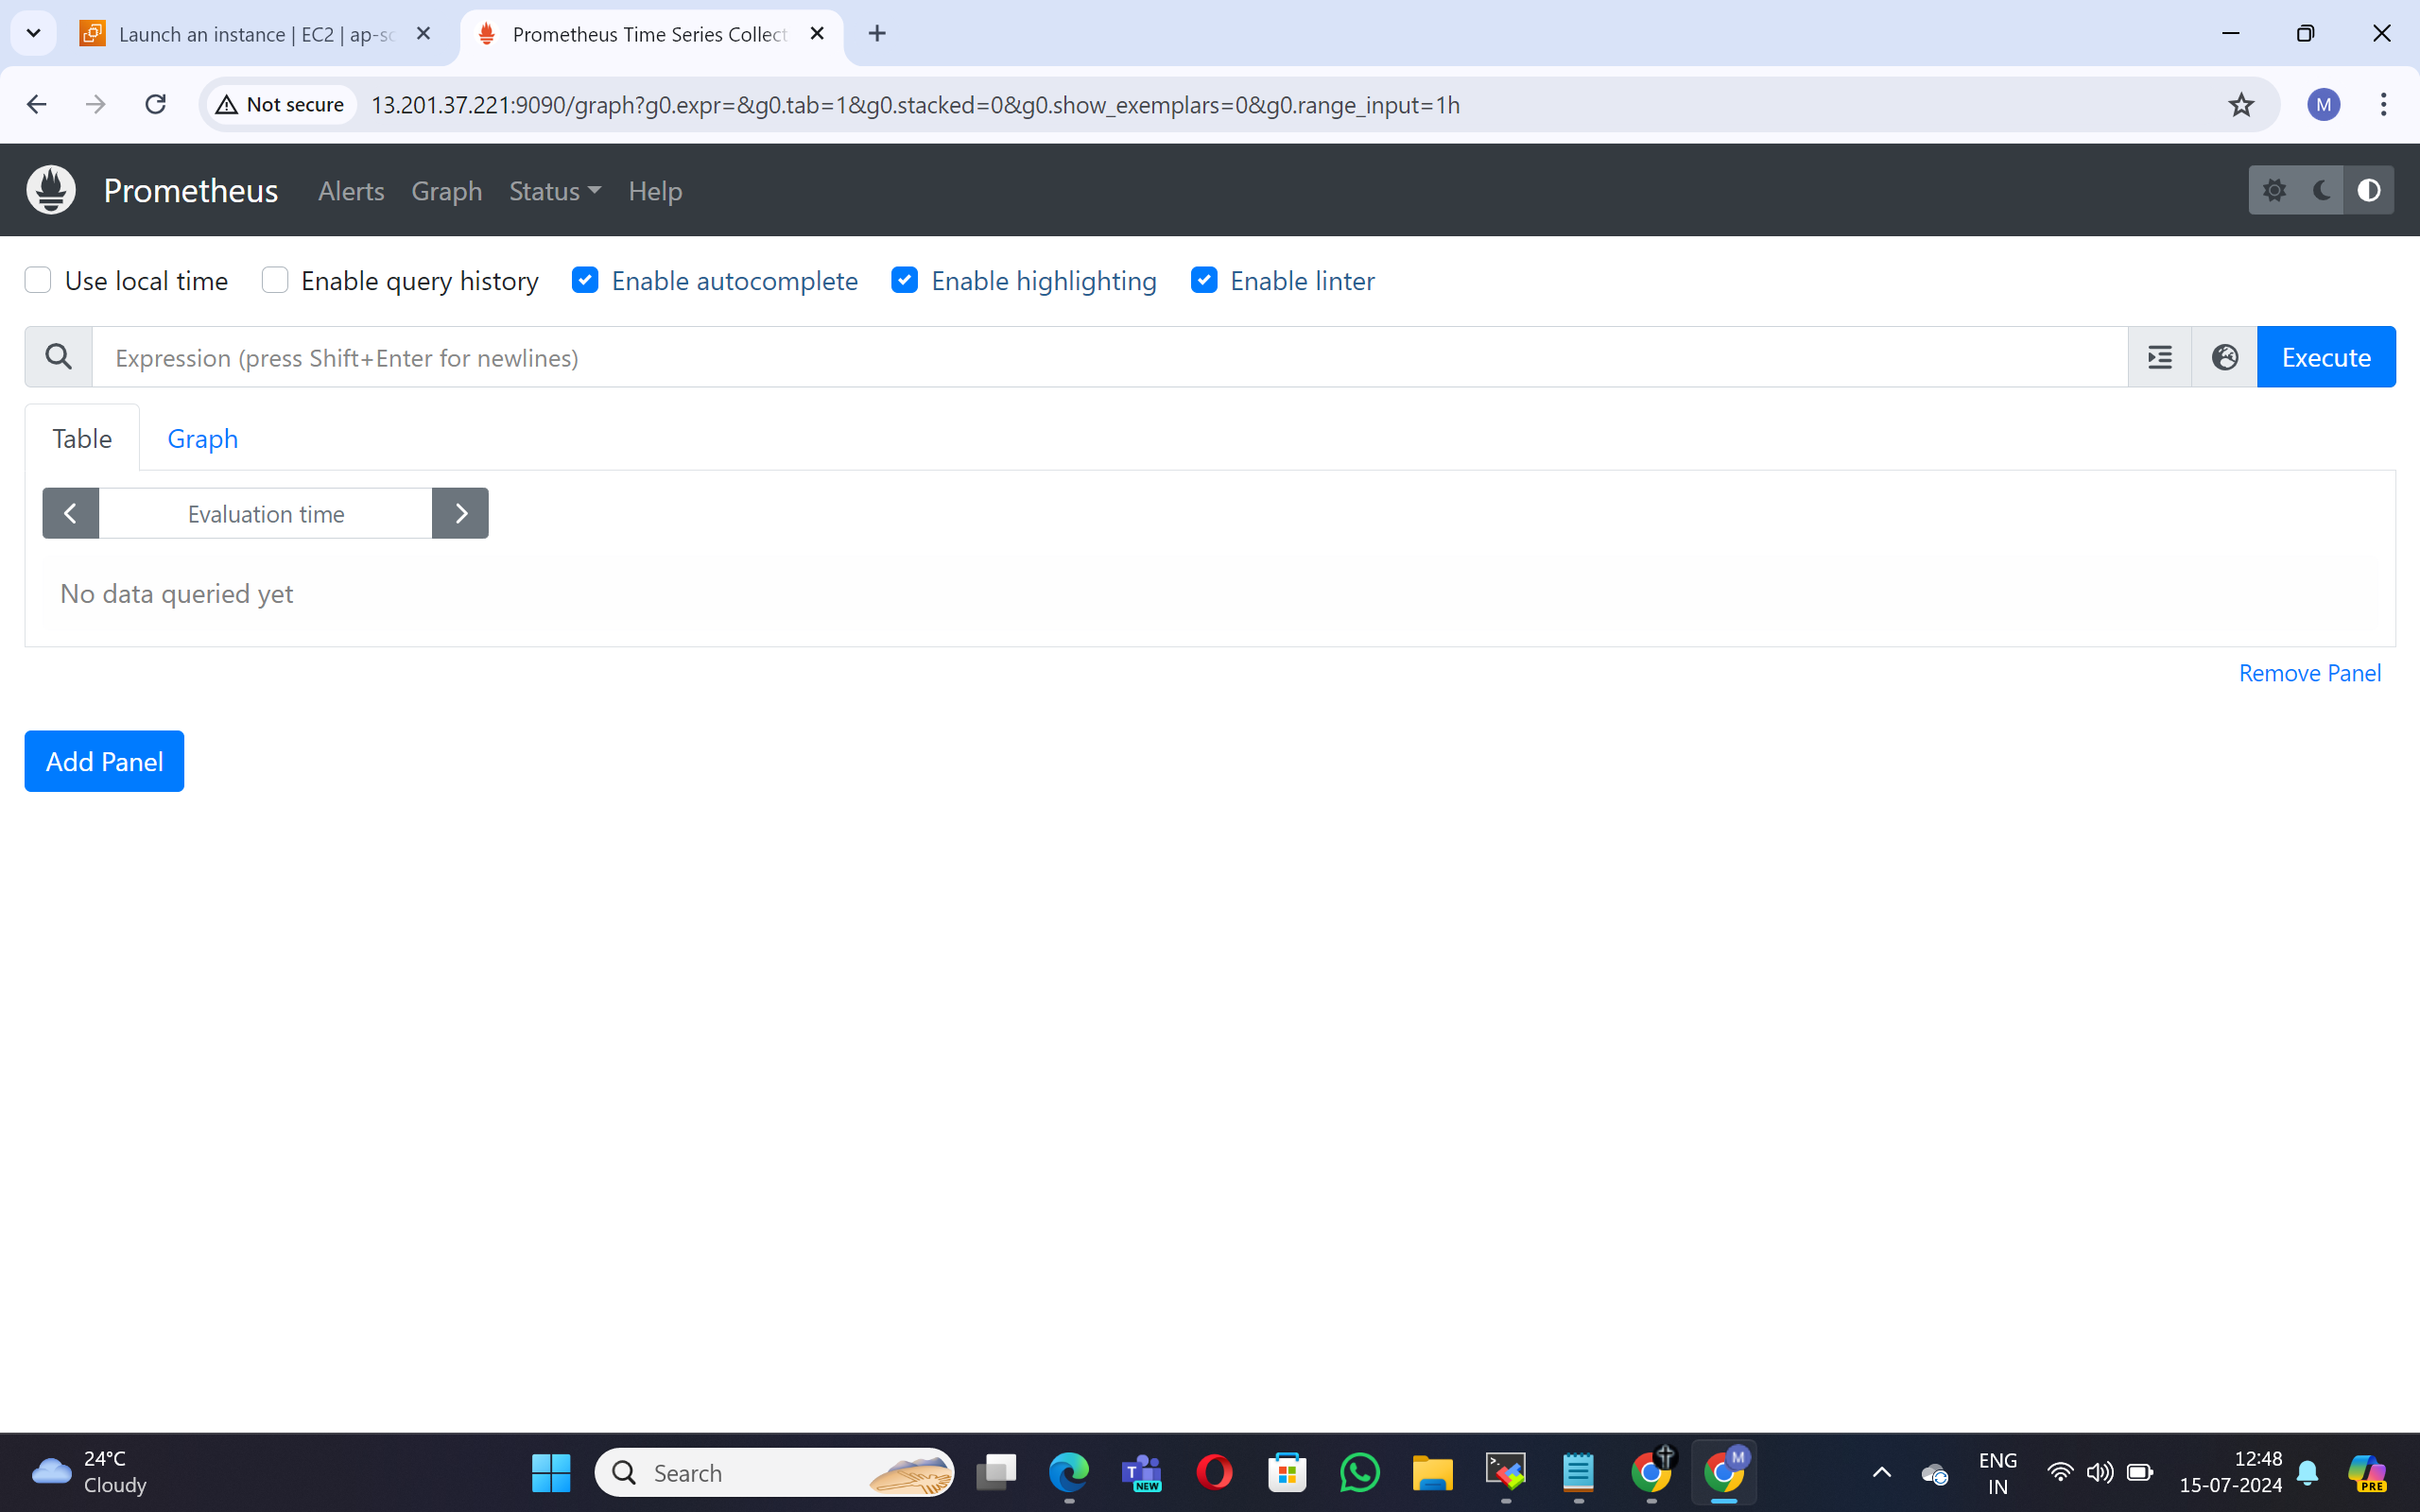 Launch an instance | EC2 | ap-so
Prometheus Time Series Collect
Not secure
13.201.37.221:9090/graph?g0.expr=&g0.tab=1&g0.stacked=0&g0.show_exemplars=0&g0.range_input=1h
M
Prometheus
Alerts
Graph
Status
Help
Use local time
Enable query history
Enable autocomplete
Enable highlighting
Enable linter
Expression (press Shift+Enter for newlines)
Execute
Table
Graph
Evaluation time
No data queried yet
Remove Panel
Add Panel
24°C
Cloudy
Search
T
NEW
M
ENG
IN
12:48
15-07-2024
PRE